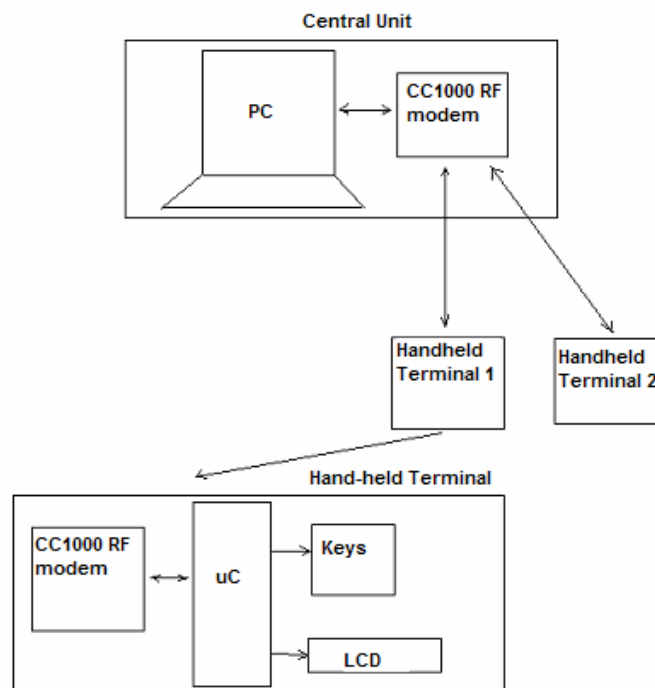 Central Unit
PC
CC1000 RF
modem
Handheld
Terminal 1
Handheld
Terminal 2
Hand-held Terminal
CC1000 RF
modem
uC
Keys
LCD